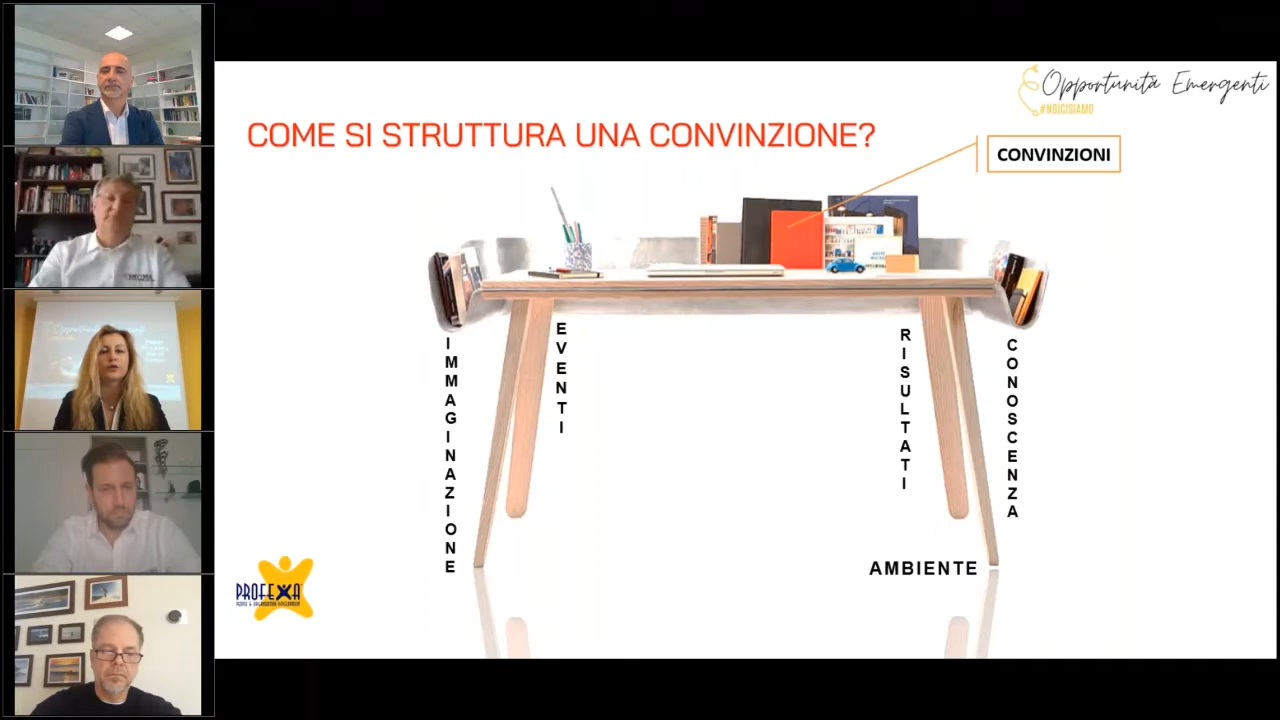 Opportunità Emergenti
#NOICISIAMO
COME SI STRUTTURA UNA CONVINZIONE?
CONVINZIONI
IMMAGINAZIONE
EVENTI
RISULTATI
CONOSCENZA
AMBIENTE
PROFEXA